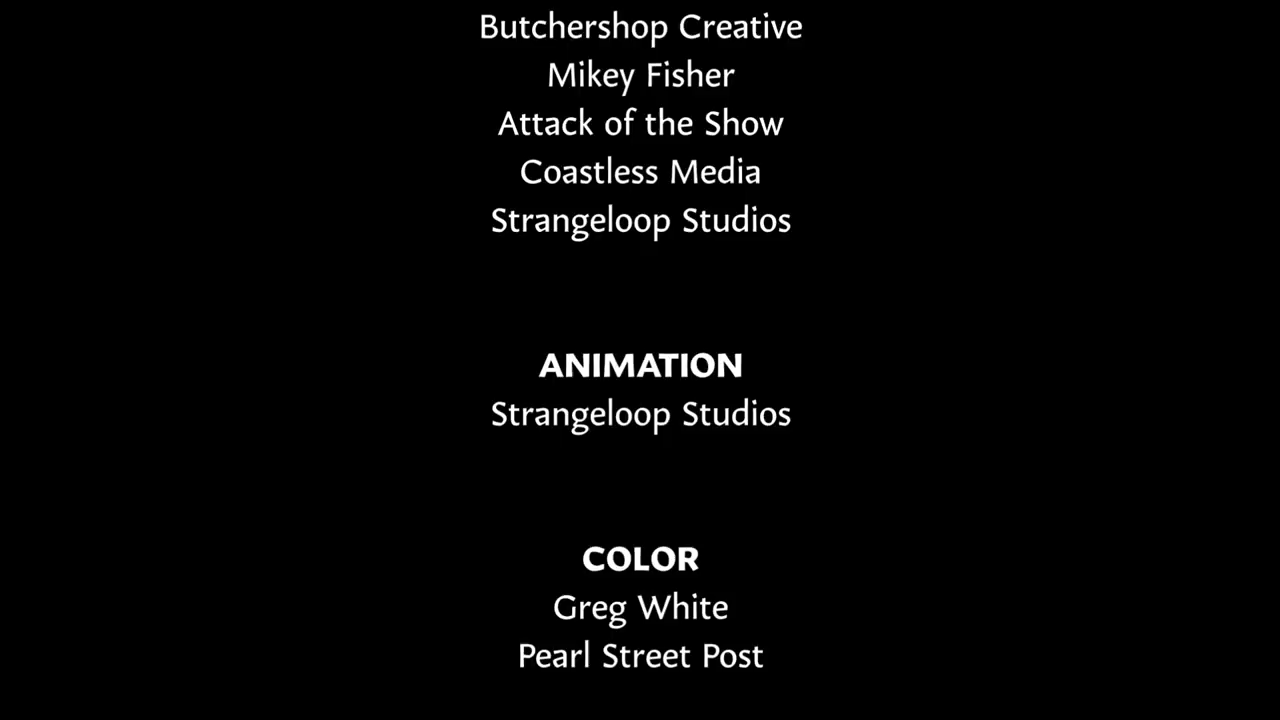 Butchershop Creative
Mikey Fisher
Attack of the Show
Coastless Media
Strangeloop Studios
ANIMATION
Strangeloop Studios
COLOR
Greg White
Pearl Street Post